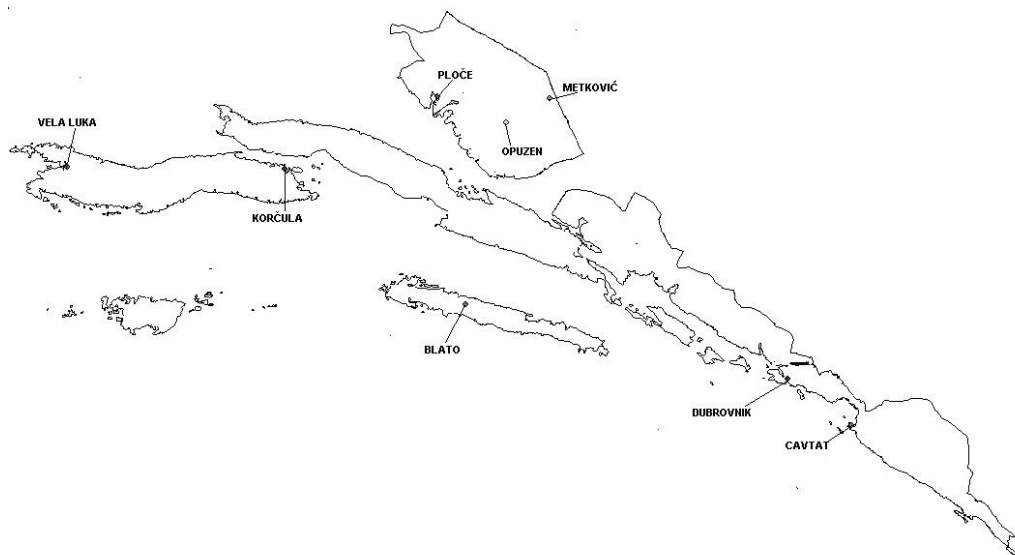 PLOČE
METKOVIĆ
VELA LUKA
OPUZEN
KORČULA
BLATO
DUBROVNIK
CAVTAT